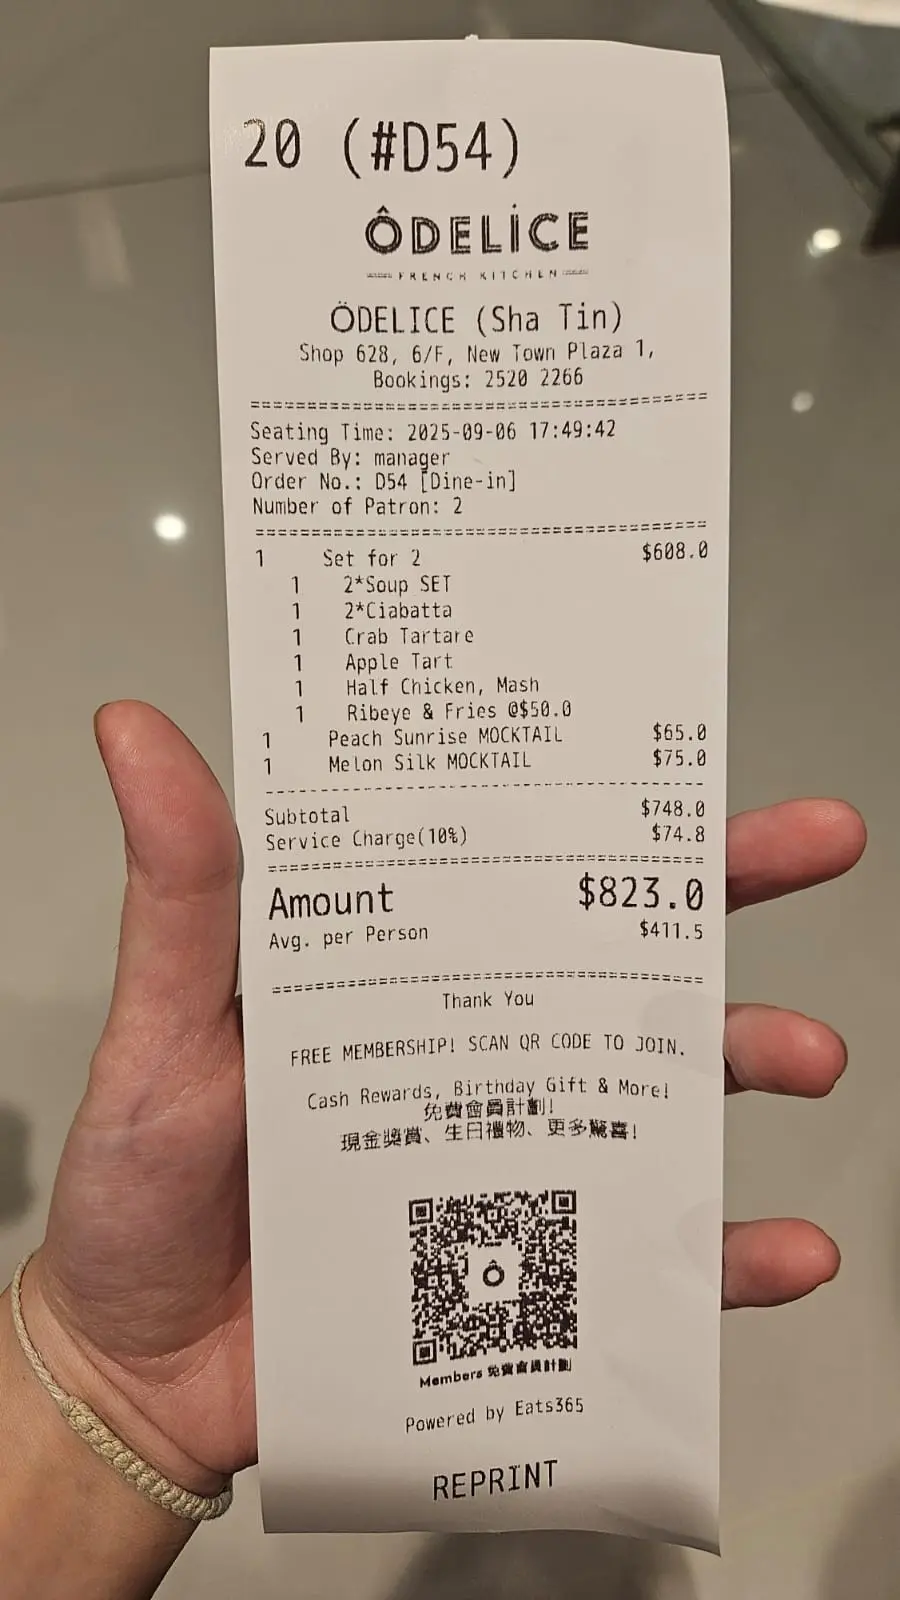 20 (#D54)
ÔDELİCE
FRENCH KITCHEN
ÖDELICE (Sha Tin)
Shop 628, 6/F, New Town Plaza 1,
Bookings: 2520 2266
Seating Time: 2025-09-06 17:49:42
Served By: manager
Order No.: D54 [Dine-in]
Number of Patron: 2
1 Set for 2 $608.0
1 2*Soup SET
1 2*Ciabatta
1 Crab Tartare
1 Apple Tart
1 Half Chicken, Mash
1 Ribeye & Fries @$50.0
1 Peach Sunrise MOCKTAIL $65.0
1 Melon Silk MOCKTAIL $75.0
Subtotal $748.0
Service Charge(10%) $74.8
Amount $823.0
Avg. per Person $411.5
Thank You
FREE MEMBERSHIP! SCAN QR CODE TO JOIN.
Cash Rewards, Birthday Gift & More!
免費會員計劃!
現金獎賞、生日禮物、更多驚喜!
Ô
Members 免費會員計劃
Powered by Eats365
REPRINT